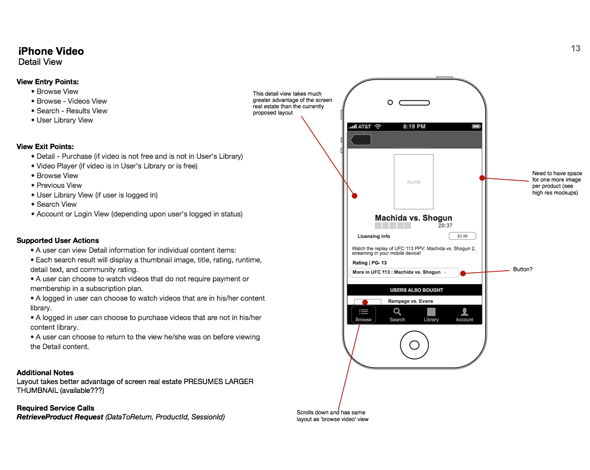 iPhone Video
Detail View
13
View Entry Points:
• Browse View
• Browse - Videos View
• Search - Results View
• User Library View
View Exit Points:
• Detail - Purchase (if video is not free and is not in User's Library)
• Video Player (if video is in User's Library or is free)
• Browse View
• Previous View
• User Library View (if user is logged in)
• Search View
• Account or Login View (depending upon user's logged in status)
Supported User Actions
• A user can view Detail information for individual content items:
• Each search result will display a thumbnail image, title, rating, runtime,
detail text, and community rating.
• A user can choose to watch videos that do not require payment or
membership in a subscription plan.
• A logged in user can choose to watch videos that are in his/her content
library.
• A logged in user can choose to purchase videos that are not in his/her
content library.
• A user can choose to return to the view he/she was on before viewing
the Detail content.
Additional Notes
Layout takes better advantage of screen real estate PRESUMES LARGER
THUMBNAIL (available???)
Required Service Calls
RetrieveProduct Request (DataToReturn, ProductId, SessionId)
This detail view takes much
greater advantage of the screen
real estate than the currently
proposed layout
AT&T 8:19 PM
thumb
Machida vs. Shogun
29:37
Licensing info $3.99
Watch the replay of UFC 113 PPV: Machida vs. Shogun 2,
streaming in your mobile device!
Rating | PG- 13
More in UFC 113 : Machida vs. Shogun
USERS ALSO BOUGHT
Rampage vs. Evans
Browse Search Library Account
Need to have space
for one more image
per product (see
high res mockups)
Button?
Scrolls down and has same
layout as 'browse video' view